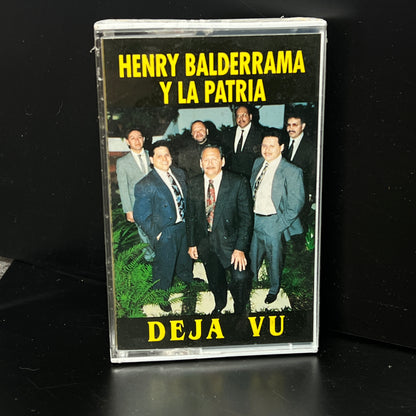 HENRY BALDERRAMA
Y LA PATRIA
DEJA VU